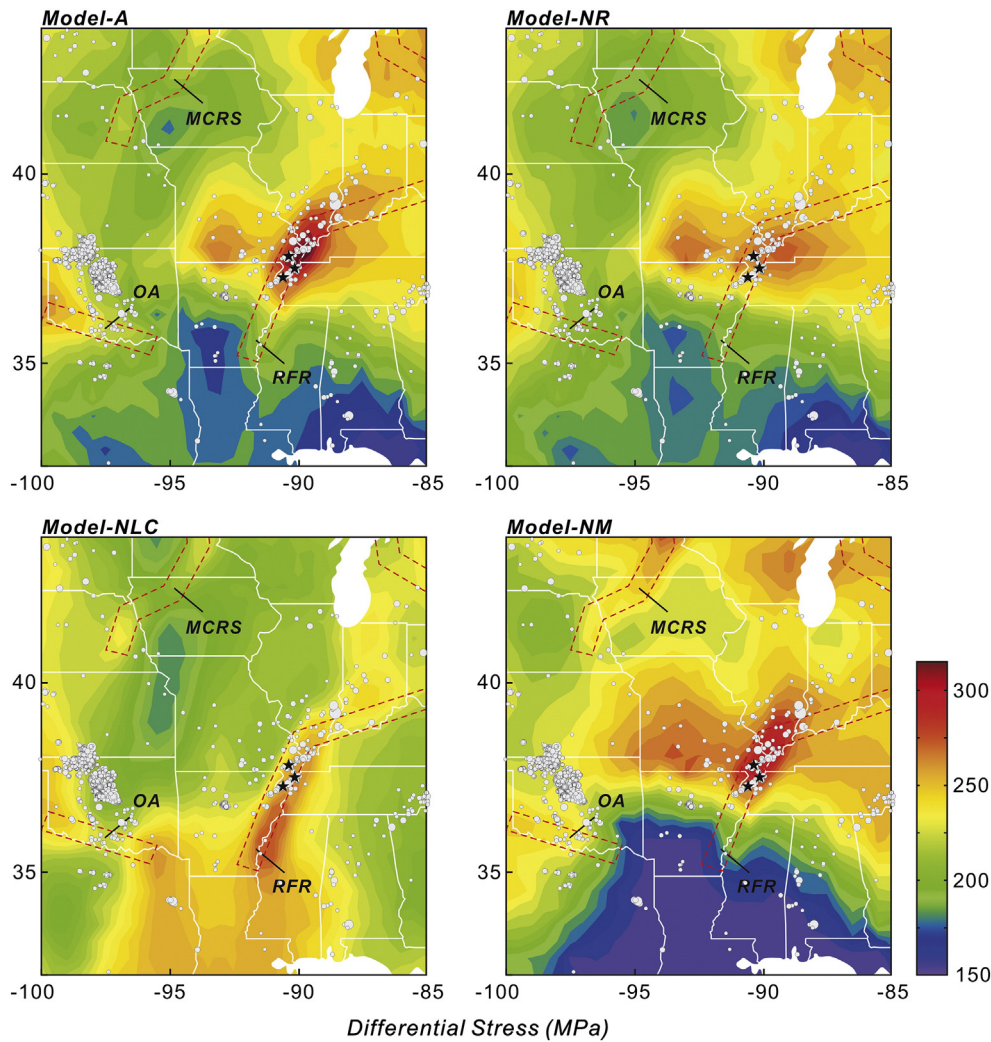 Model-A
Model-NR
MCRS
MCRS
40
OA
OA
35
35
RFR
RFR
-100
-95
-90
-85
-100
-95
-90
-85
Model-NLC
Model-NM
MCRS
MCRS
40
40
300
250
OA
OA
200
35
35
RFR
RFR
150
-100
-95
-90
-85
-100
-95
-90
-85
Differential Stress (MPa)